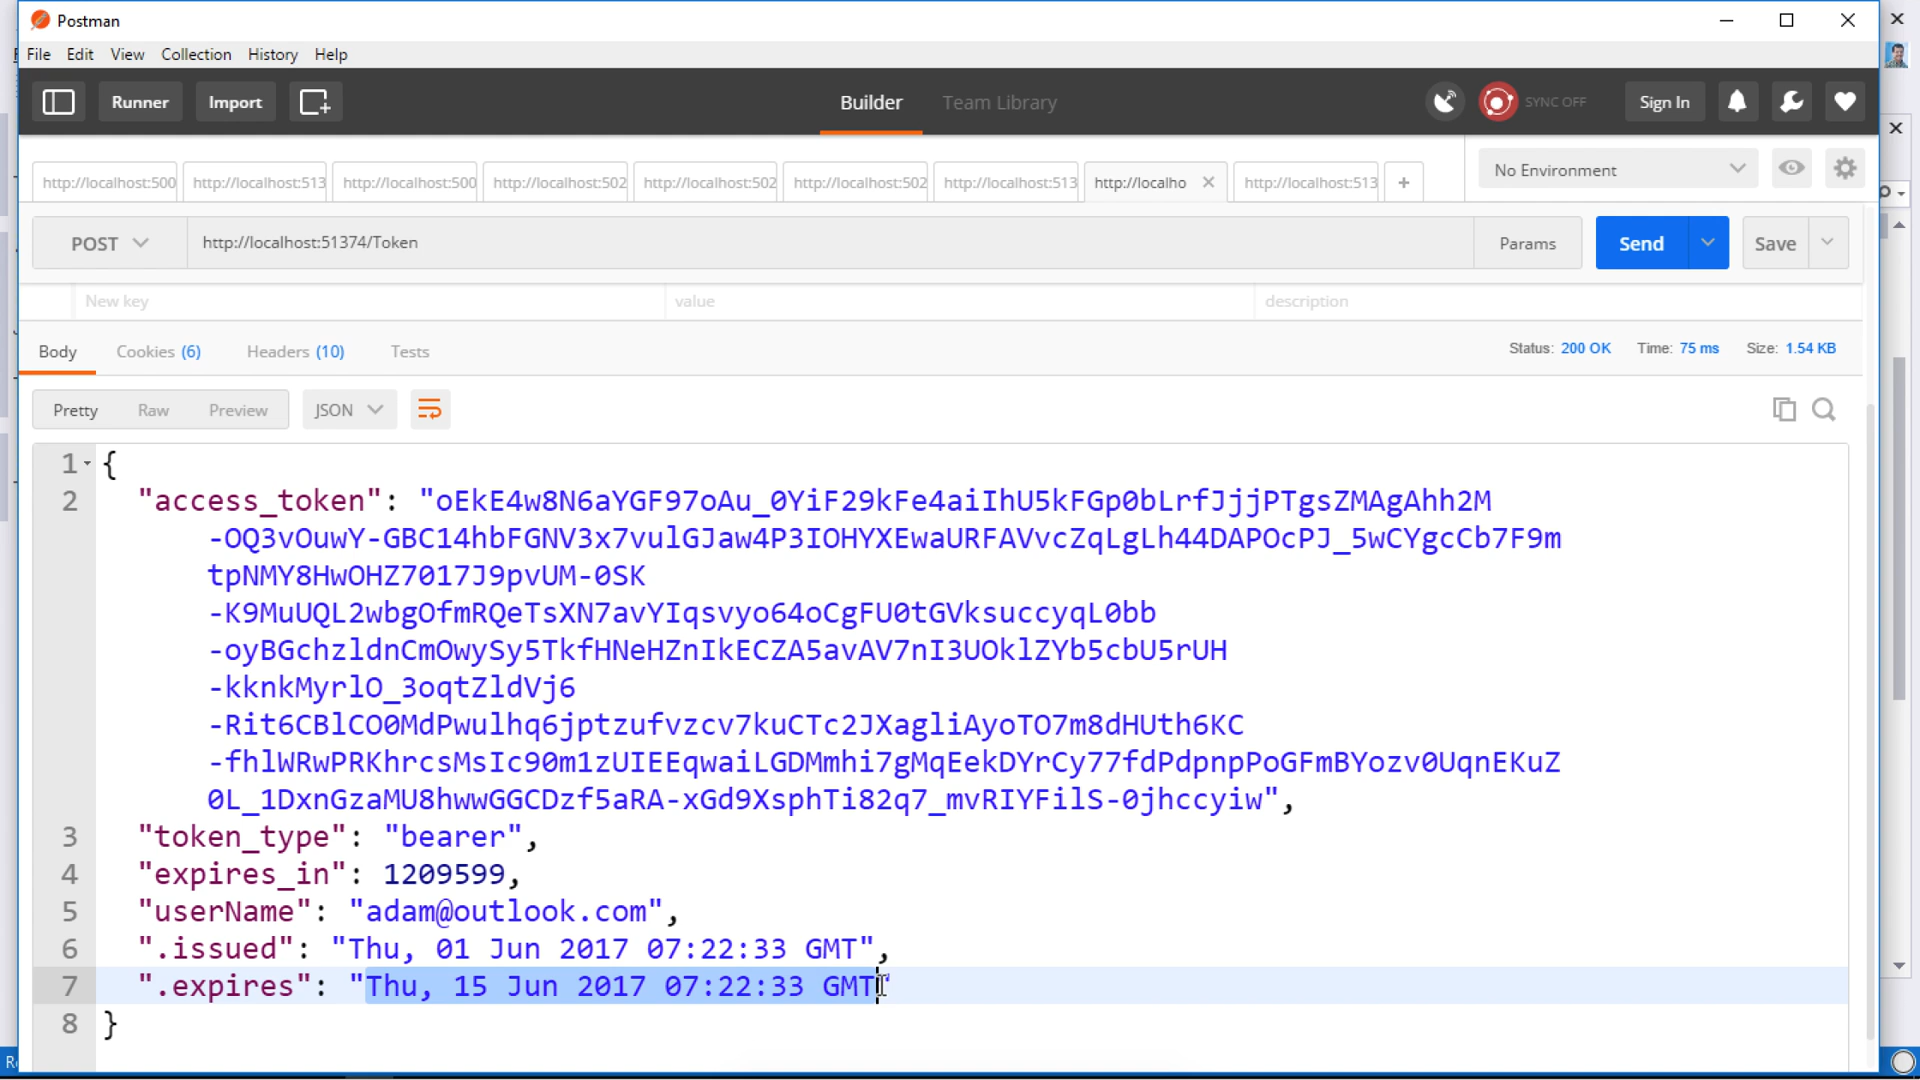 Postman
File Edit View Collection History Help
Runner Import Builder Team Library SYNC OFF Sign In
http://localhost:500 http://localhost:513 http://localhost:500 http://localhost:502 http://localhost:502 http://localhost:502 http://localhost:513 http://localho http://localhost:513 + No Environment
POST http://localhost:51374/Token Params Send Save
New key value description
Body Cookies (6) Headers (10) Tests Status: 200 OK Time: 75 ms Size: 1.54 KB
Pretty Raw Preview JSON
1 {
2 "access_token": "oEkE4w8N6aYGF97oAu_0YiF29kFe4aiIhU5kFGp0bLrfJjjPTgsZMAgAhh2M
-OQ3vOuwY-GBC14hbFGNV3x7vulGJaw4P3IOHYXEwaURFAVvcZqLgLh44DAPOcPJ_5wCYgcCb7F9m
tpNMY8HwOHZ7017J9pvUM-0SK
-K9MuUQL2wbgOfmRQeTsXN7avYIqsvyo64oCgFU0tGVksuccyqL0bb
-oyBGchzldnCmOwySy5TkfHNeHZnIkECZA5avAV7nI3UOklZYb5cbU5rUH
-kknkMyrlO_3oqtZldVj6
-Rit6CBlCO0MdPwulhq6jptzufvzcv7kuCTc2JXagliAyoTO7m8dHUth6KC
-fhlWRwPRKhrcsMsIc90m1zUIEEqwaiLGDMmhi7gMqEekDYrCy77fdPdpnpPoGFmBYozv0UqnEKuZ
0L_1DxnGzaMU8hwwGGCDzf5aRA-xGd9XsphTi82q7_mvRIYFilS-0jhccyiw",
3 "token_type": "bearer",
4 "expires_in": 1209599,
5 "userName": "adam@outlook.com",
6 ".issued": "Thu, 01 Jun 2017 07:22:33 GMT",
7 ".expires": "Thu, 15 Jun 2017 07:22:33 GMT"
8 }